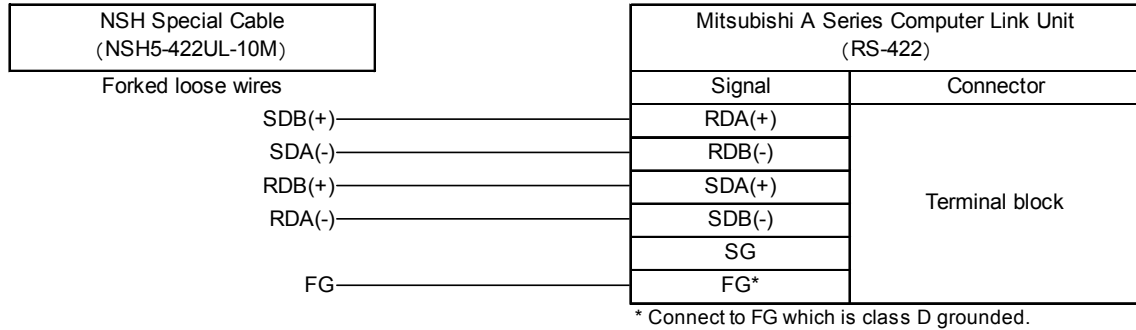 NSH Special Cable
(NSH5-422UL-10M)
Mitsubishi A Series Computer Link Unit
(RS-422)
Forked loose wires
Signal Connector
SDB(+) RDA(+)
SDA(-) RDB(-)
RDB(+) SDA(+)
RDA(-) SDB(-)
Terminal block
SG
FG FG*
* Connect to FG which is class D grounded.